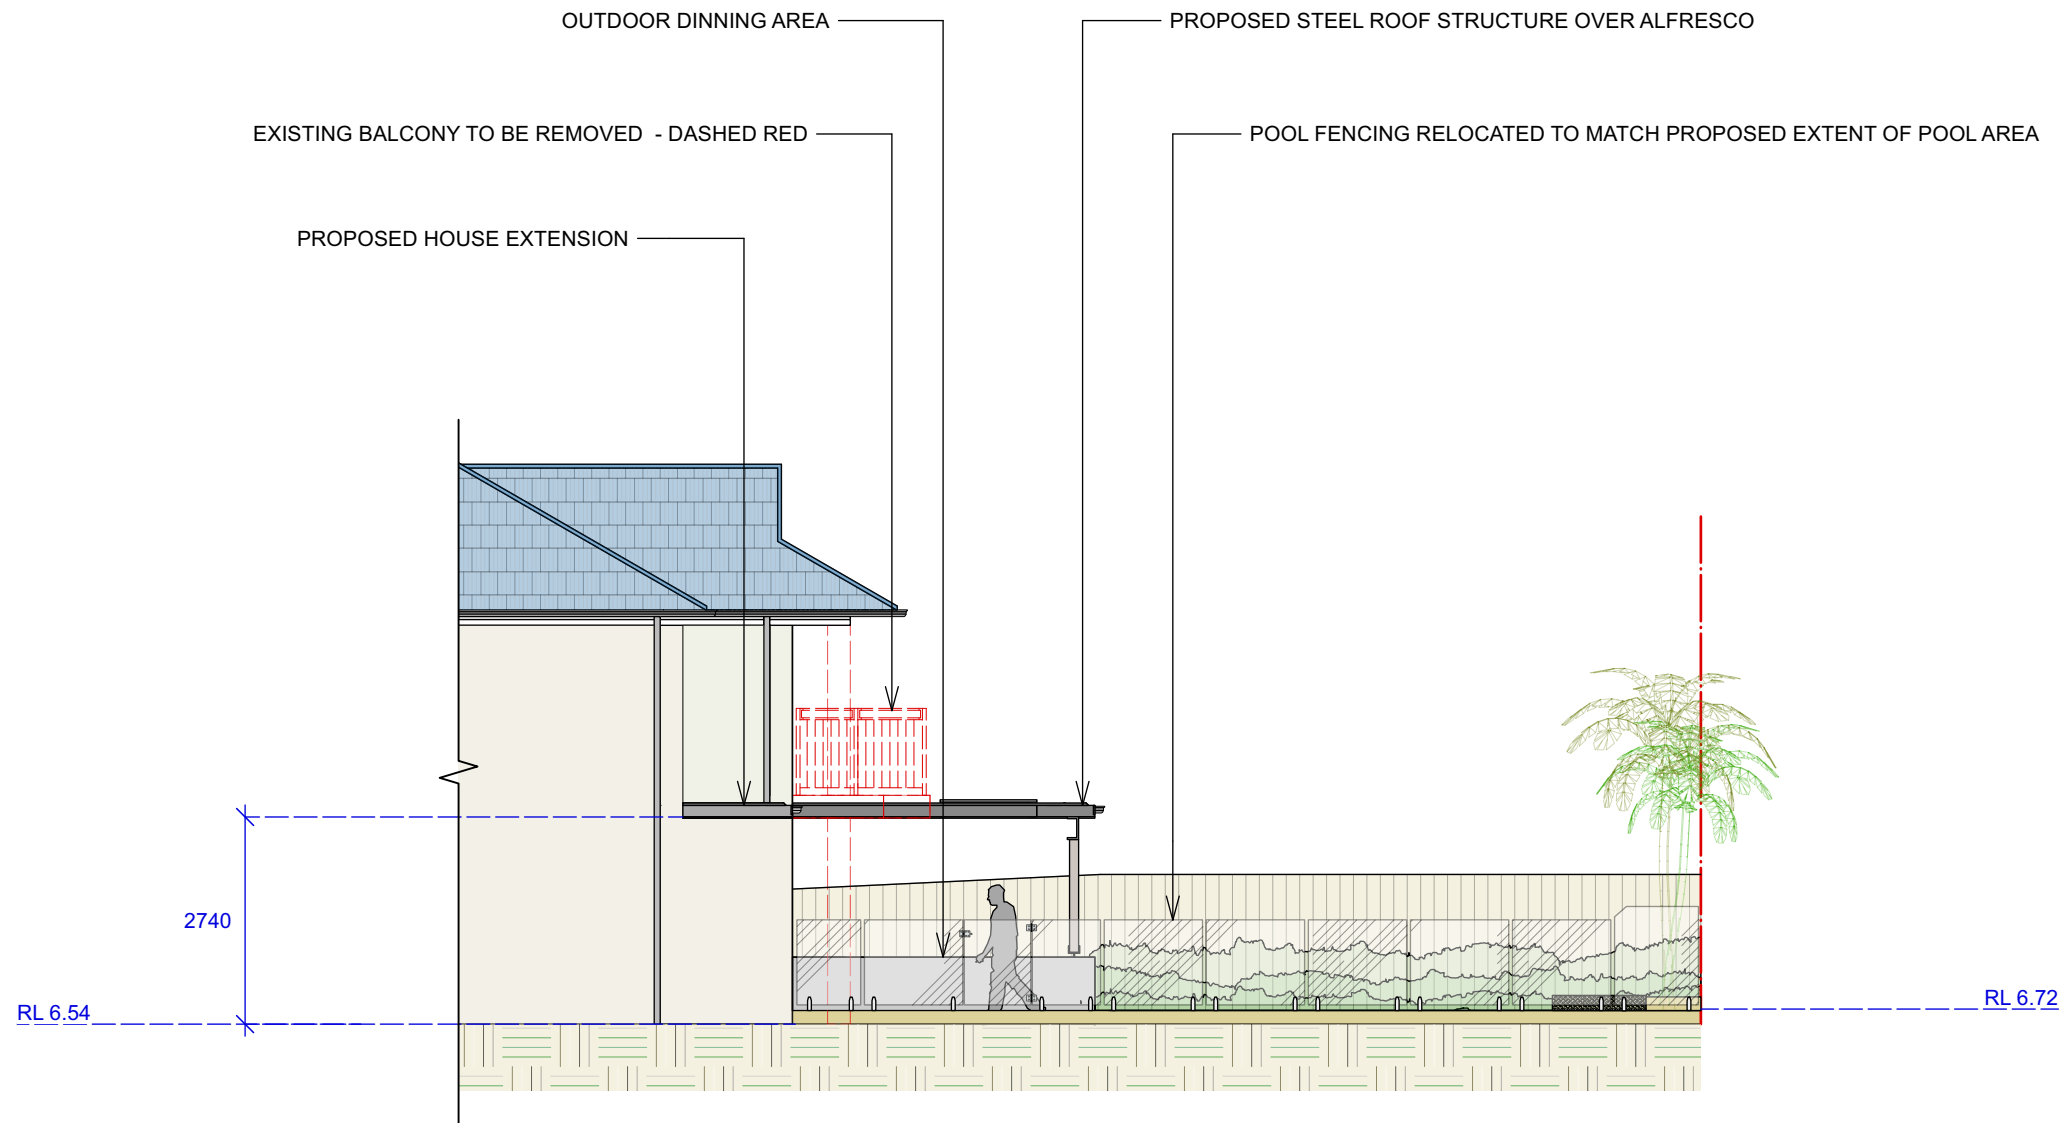 OUTDOOR DINNING AREA
PROPOSED STEEL ROOF STRUCTURE OVER ALFRESCO
EXISTING BALCONY TO BE REMOVED - DASHED RED
POOL FENCING RELOCATED TO MATCH PROPOSED EXTENT OF POOL AREA
PROPOSED HOUSE EXTENSION
2740
RL 6.54
RL 6.72